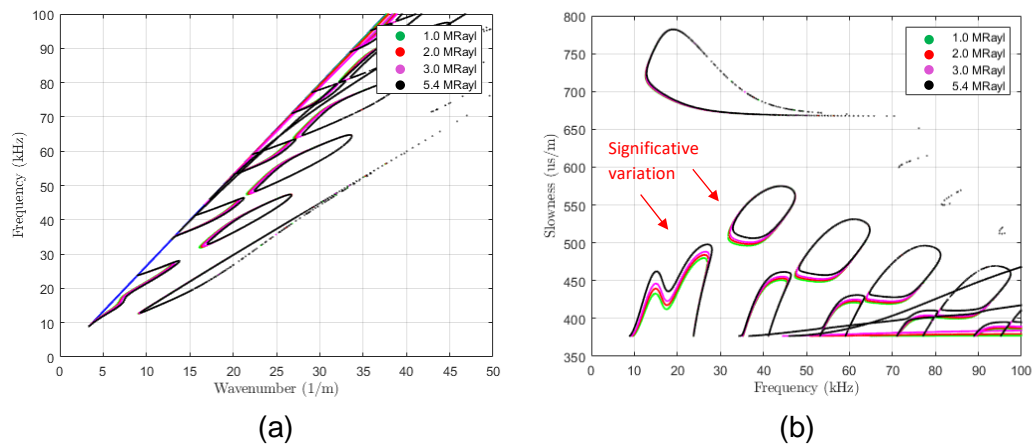 100
90
80
70
60
50
40
30
20
10
0
Frequency (kHz)
0 5 10 15 20 25 30 35 40 45 50
Wavenumber (1/m)
1.0 MRayl
2.0 MRayl
3.0 MRayl
5.4 MRayl
(a)
800
750
700
650
600
550
500
450
400
350
Slowness (us/m)
0 10 20 30 40 50 60 70 80 90 100
Frequency (kHz)
1.0 MRayl
2.0 MRayl
3.0 MRayl
5.4 MRayl
Significative
variation
(b)